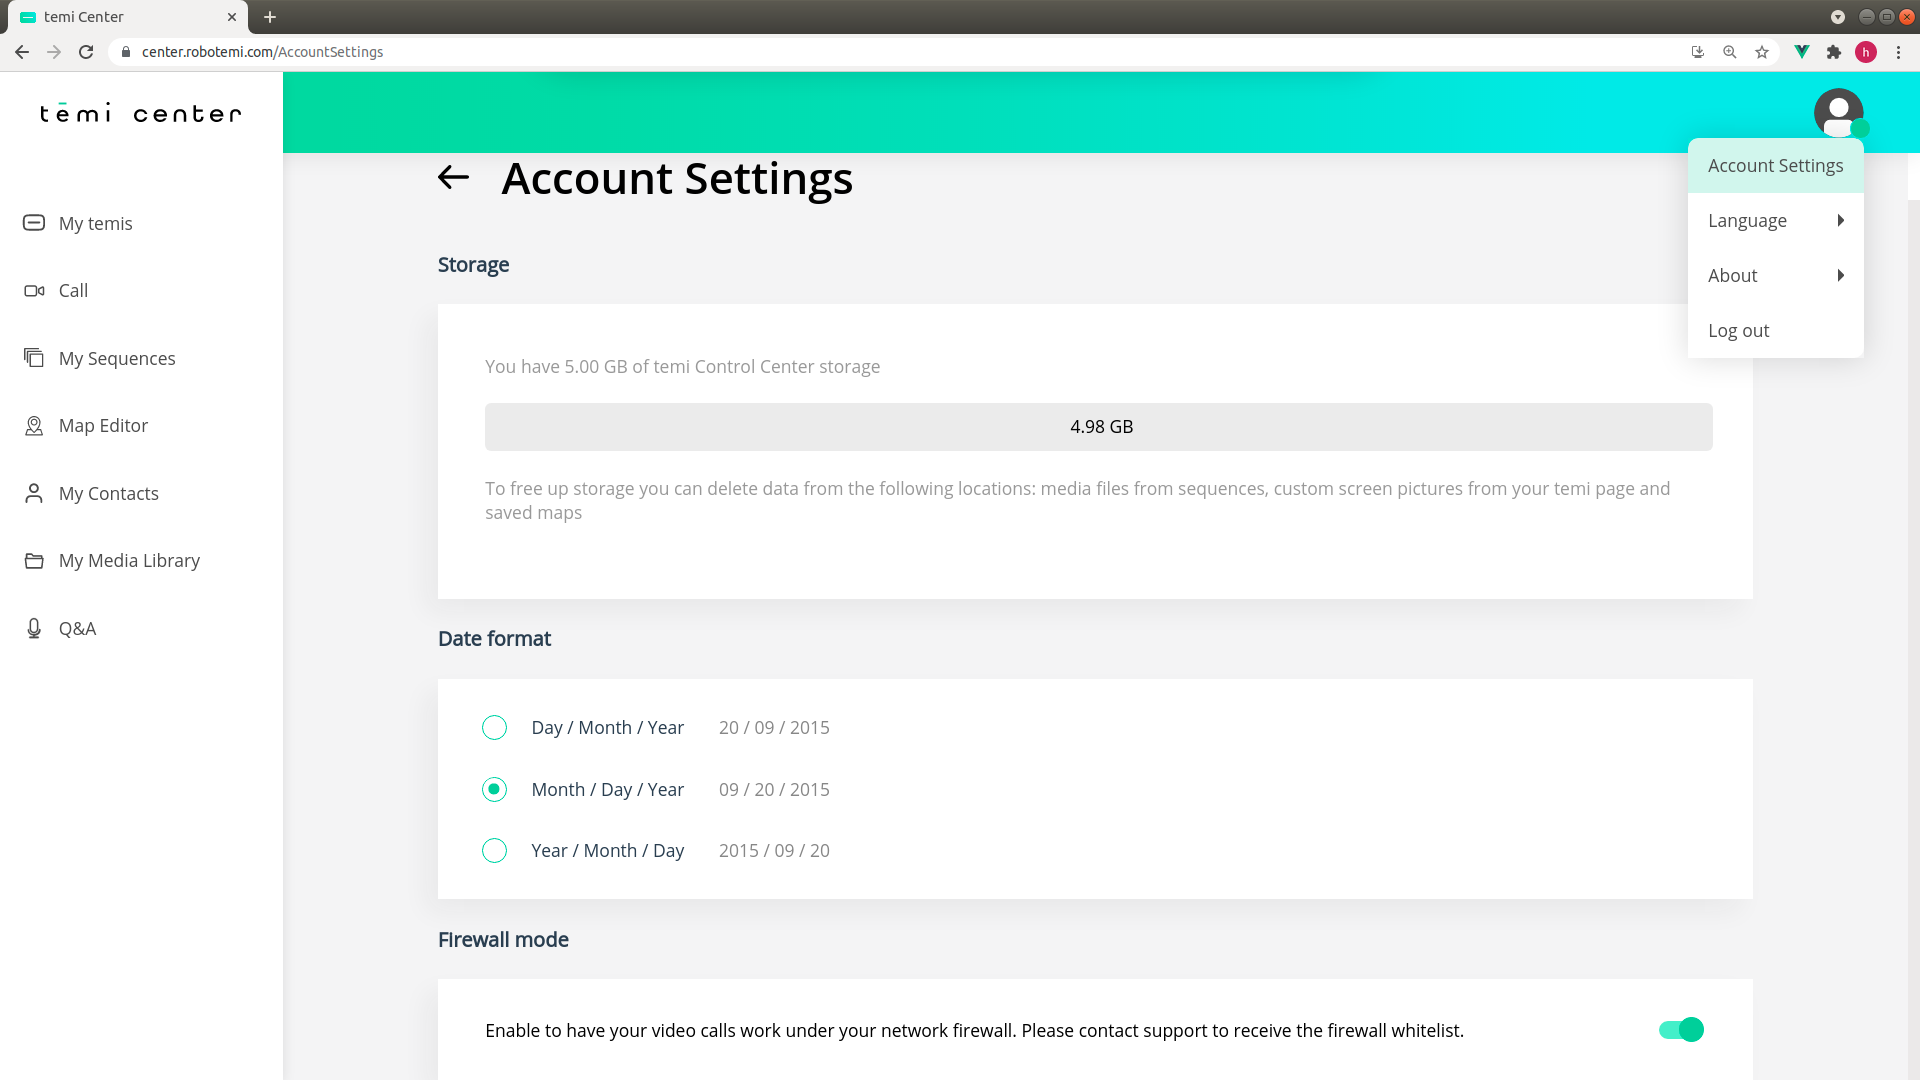 temi Center
center.robotemi.com/AccountSettings
h
temi center
Account Settings
Language
About
Log out
My temis
Call
My Sequences
Map Editor
My Contacts
My Media Library
Q&A
Account Settings
Storage
You have 5.00 GB of temi Control Center storage
4.98 GB
To free up storage you can delete data from the following locations: media files from sequences, custom screen pictures from your temi page and
saved maps
Date format
Day / Month / Year 20 / 09 / 2015
Month / Day / Year 09 / 20 / 2015
Year / Month / Day 2015 / 09 / 20
Firewall mode
Enable to have your video calls work under your network firewall. Please contact support to receive the firewall whitelist.